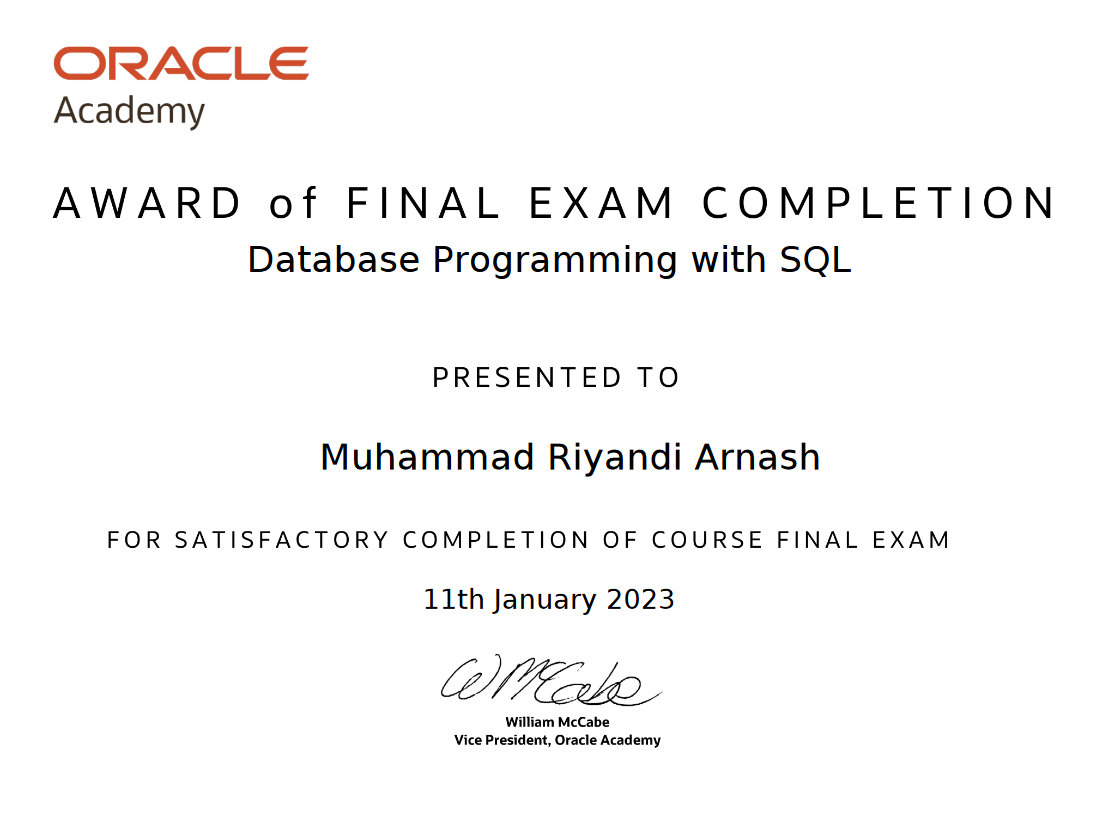 ORACLE
Academy
AWARD of FINAL EXAM COMPLETION
Database Programming with SQL
PRESENTED TO
Muhammad Riyandi Arnash
FOR SATISFACTORY COMPLETION OF COURSE FINAL EXAM
11th January 2023
W McCabe
William McCabe
Vice President, Oracle Academy